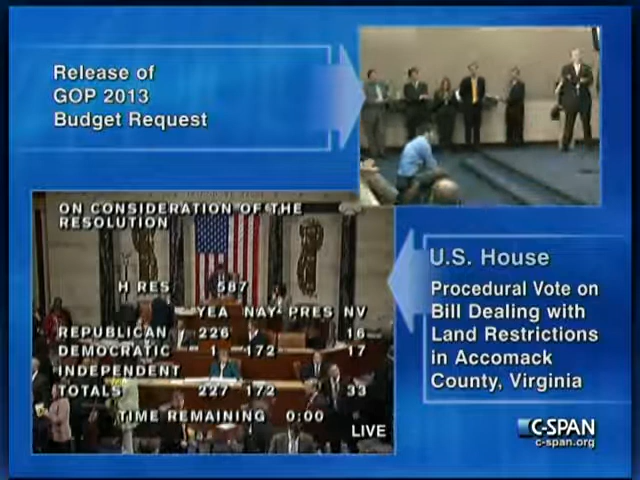 Release of
GOP 2013
Budget Request
ON CONSIDERATION OF THE
RESOLUTION
H RES 587
YEA NAY PRES NV
REPUBLICAN 226 16
DEMOCRATIC 1 172 17
INDEPENDENT
TOTALS 227 172 33
TIME REMAINING 0:00
LIVE
U.S. House
Procedural Vote on
Bill Dealing with
Land Restrictions
in Accomack
County, Virginia
C-SPAN
c-span.org